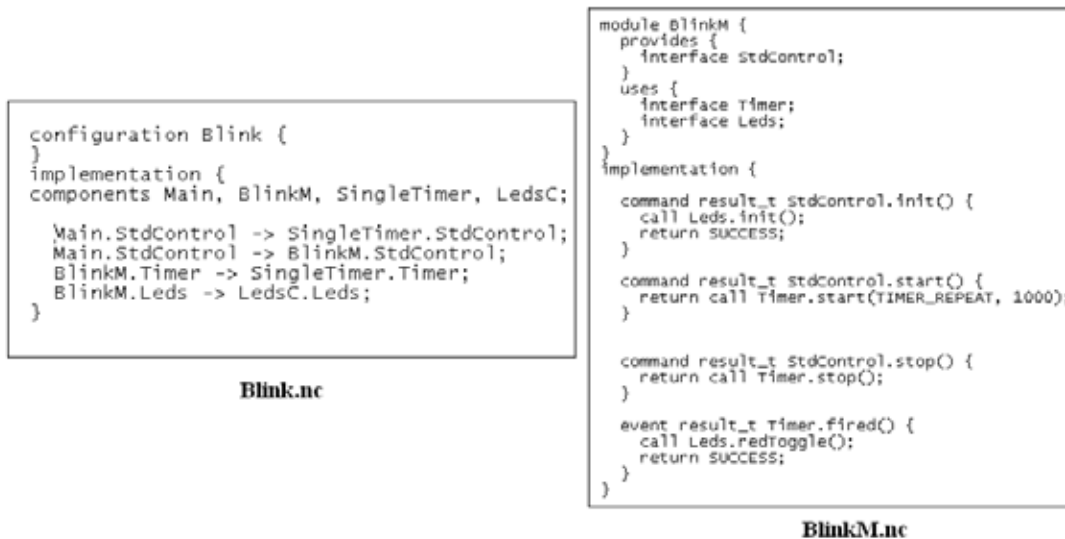 configuration Blink {
}
implementation {
components Main, BlinkM, SingleTimer, LedsC;
Main.StdControl -> SingleTimer.StdControl;
Main.StdControl -> BlinkM.StdControl;
BlinkM.Timer -> SingleTimer.Timer;
BlinkM.Leds -> LedsC.Leds;
}
Blink.nc
module BlinkM {
provides {
interface StdControl;
}
uses {
interface Timer;
interface Leds;
}
}
implementation {
command result_t StdControl.init() {
call Leds.init();
return SUCCESS;
}
command result_t StdControl.start() {
return call Timer.start(TIMER_REPEAT, 1000);
}
command result_t StdControl.stop() {
return call Timer.stop();
}
event result_t Timer.fired() {
call Leds.redToggle();
return SUCCESS;
}
}
BlinkM.nc